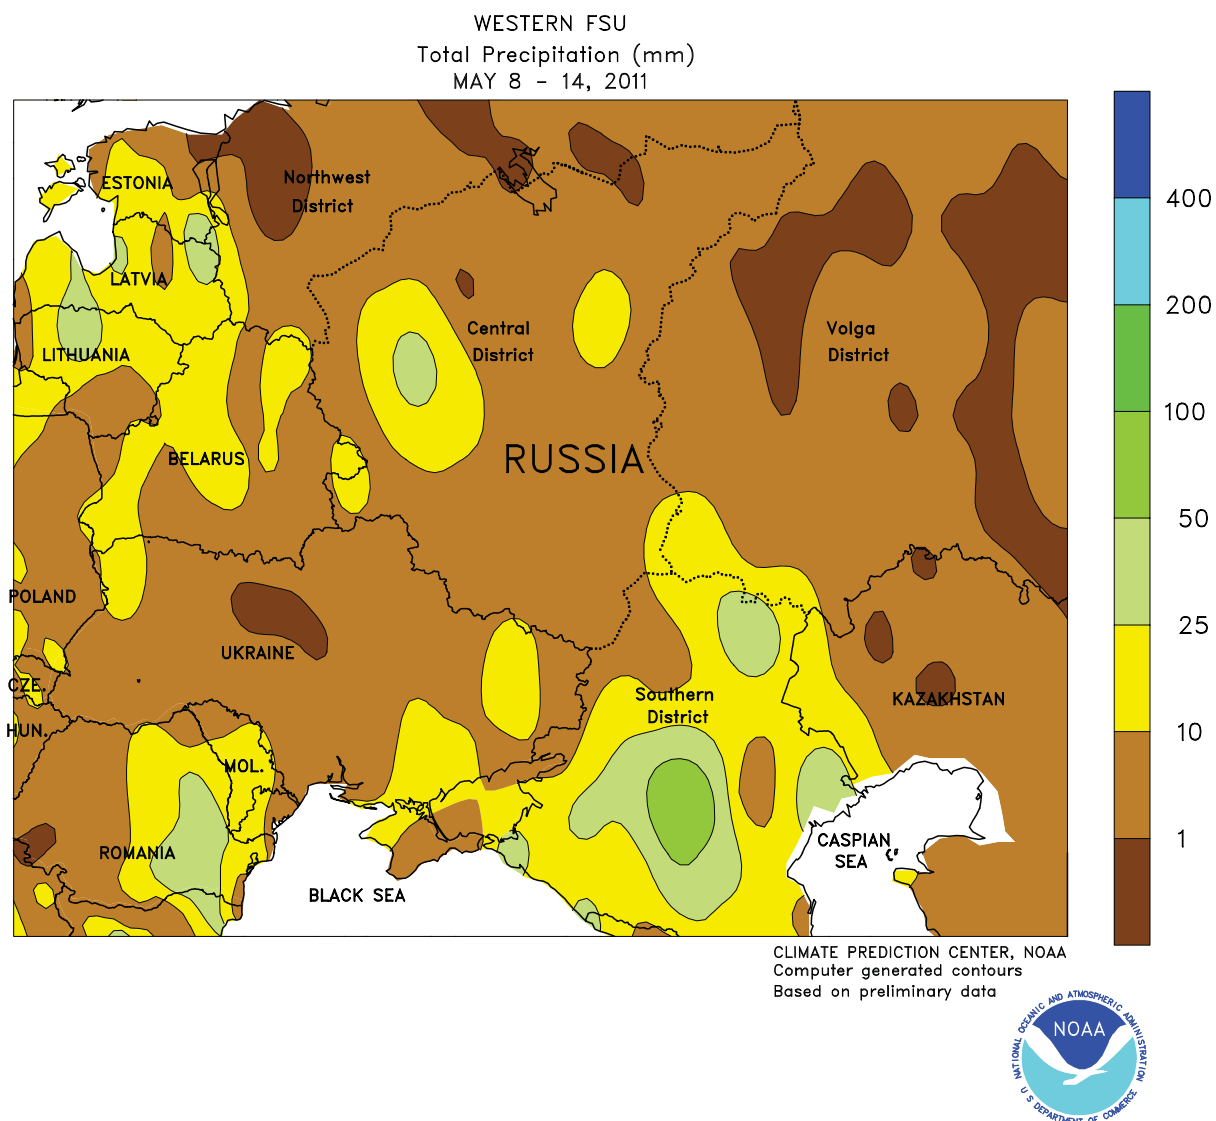 WESTERN FSU
Total Precipitation (mm)
MAY 8 - 14, 2011
ESTONIA
Northwest
District
LATVIA
LITHUANIA
Central
District
Volga
District
BELARUS
RUSSIA
POLAND
UKRAINE
CZE.
HUN.
MOL.
Southern
District
KAZAKHSTAN
ROMANIA
BLACK SEA
CASPIAN
SEA
400
200
100
50
25
10
1
CLIMATE PREDICTION CENTER, NOAA
Computer generated contours
Based on preliminary data
NATIONAL OCEANIC AND ATMOSPHERIC ADMINISTRATION
NOAA
U S DEPARTMENT OF COMMERCE